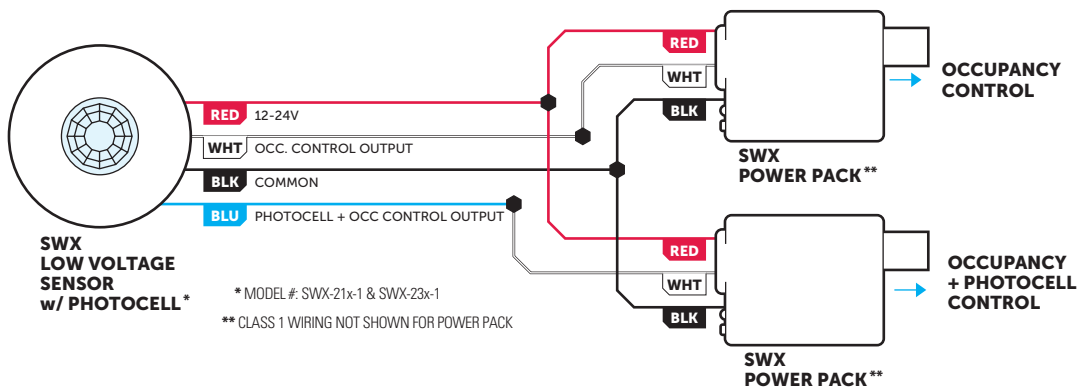 RED 12-24V
WHT OCC. CONTROL OUTPUT
BLK COMMON
BLU PHOTOCELL + OCC CONTROL OUTPUT
SWX
LOW VOLTAGE
SENSOR
w/ PHOTOCELL*
* MODEL #: SWX-21x-1 & SWX-23x-1
** CLASS 1 WIRING NOT SHOWN FOR POWER PACK
RED
WHT
BLK
SWX
POWER PACK**
OCCUPANCY
CONTROL
RED
WHT
BLK
SWX
POWER PACK**
OCCUPANCY
+ PHOTOCELL
CONTROL